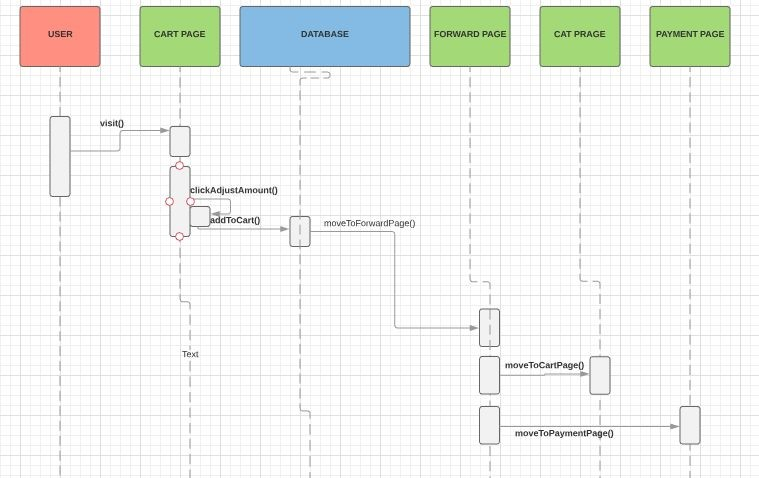 USER
CART PAGE
DATABASE
FORWARD PAGE
CAT PRAGE
PAYMENT PAGE
visit()
clickAdjustAmount()
addToCart()
moveToForwardPage()
Text
moveToCartPage()
moveToPaymentPage()